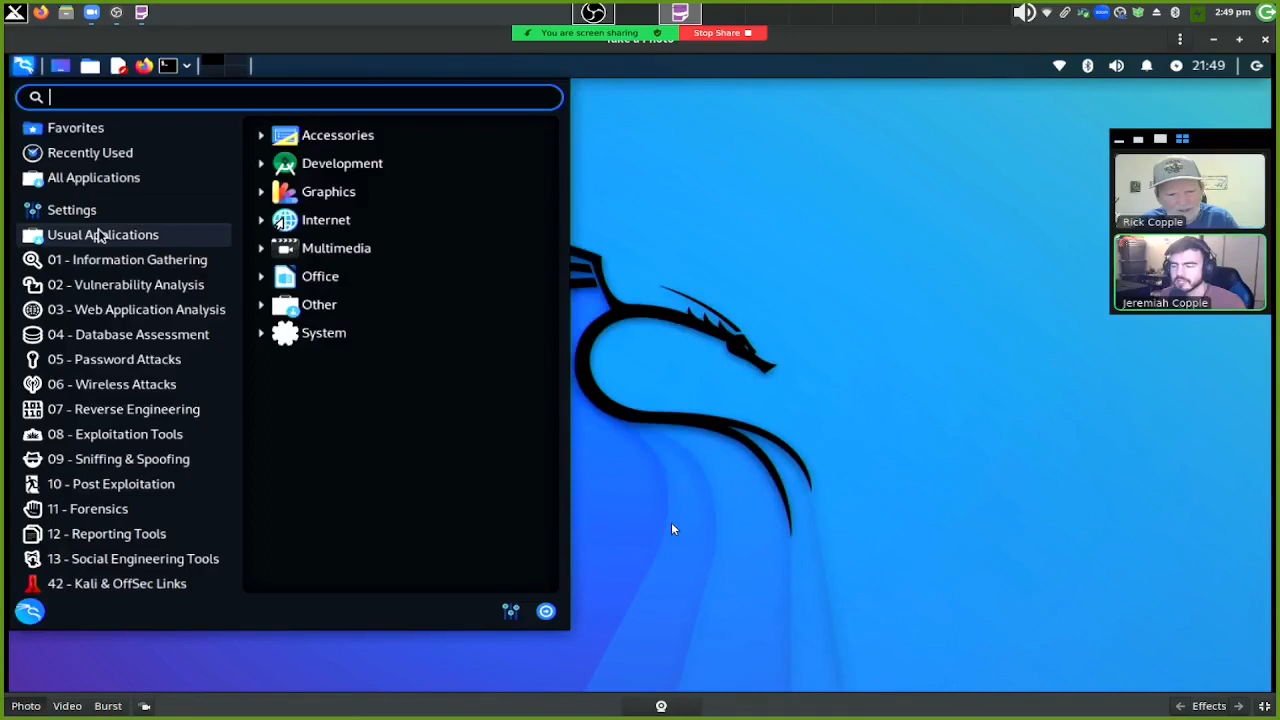 2:49 pm
You are screen sharing
Stop Share
Take a Photo
21:49
Favorites
Recently Used
All Applications
Settings
Usual Applications
01 - Information Gathering
02 - Vulnerability Analysis
03 - Web Application Analysis
04 - Database Assessment
05 - Password Attacks
06 - Wireless Attacks
07 - Reverse Engineering
08 - Exploitation Tools
09 - Sniffing & Spoofing
10 - Post Exploitation
11 - Forensics
12 - Reporting Tools
13 - Social Engineering Tools
42 - Kali & OffSec Links
Accessories
Development
Graphics
Internet
Multimedia
Office
Other
System
Rick Copple
Jeremiah Copple
Photo
Video
Burst
Effects